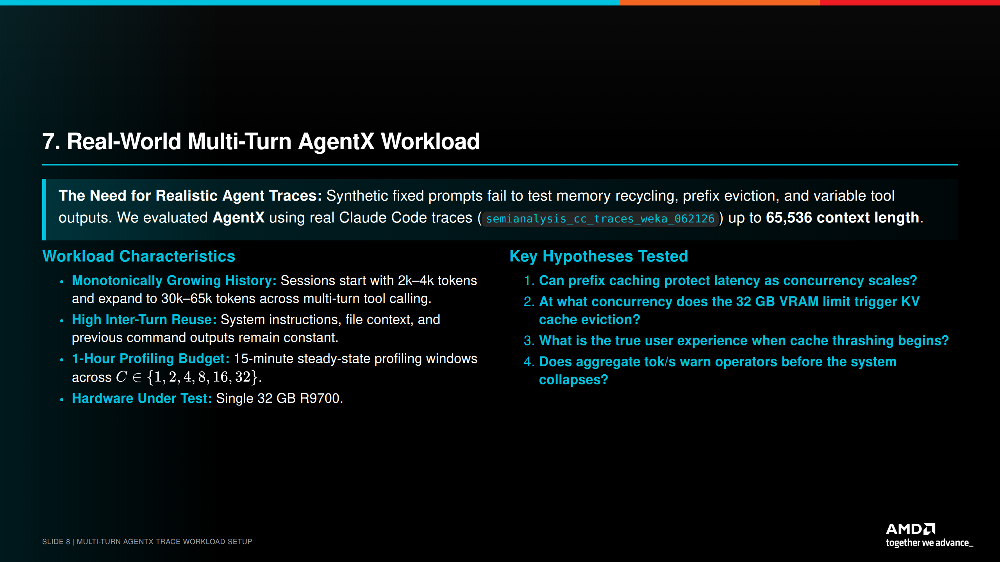 7. Real-World Multi-Turn AgentX Workload
The Need for Realistic Agent Traces: Synthetic fixed prompts fail to test memory recycling, prefix eviction, and variable tool
outputs. We evaluated AgentX using real Claude Code traces ( semianalysis_cc_traces_weka_062126 ) up to 65,536 context length.
Workload Characteristics
• Monotonically Growing History: Sessions start with 2k–4k tokens
and expand to 30k–65k tokens across multi-turn tool calling.
• High Inter-Turn Reuse: System instructions, file context, and
previous command outputs remain constant.
• 1-Hour Profiling Budget: 15-minute steady-state profiling windows
across C ∈ {1, 2, 4, 8, 16, 32}.
• Hardware Under Test: Single 32 GB R9700.
Key Hypotheses Tested
1. Can prefix caching protect latency as concurrency scales?
2. At what concurrency does the 32 GB VRAM limit trigger KV
cache eviction?
3. What is the true user experience when cache thrashing begins?
4. Does aggregate tok/s warn operators before the system
collapses?
SLIDE 8 | MULTI-TURN AGENTX TRACE WORKLOAD SETUP
AMD
together we advance_